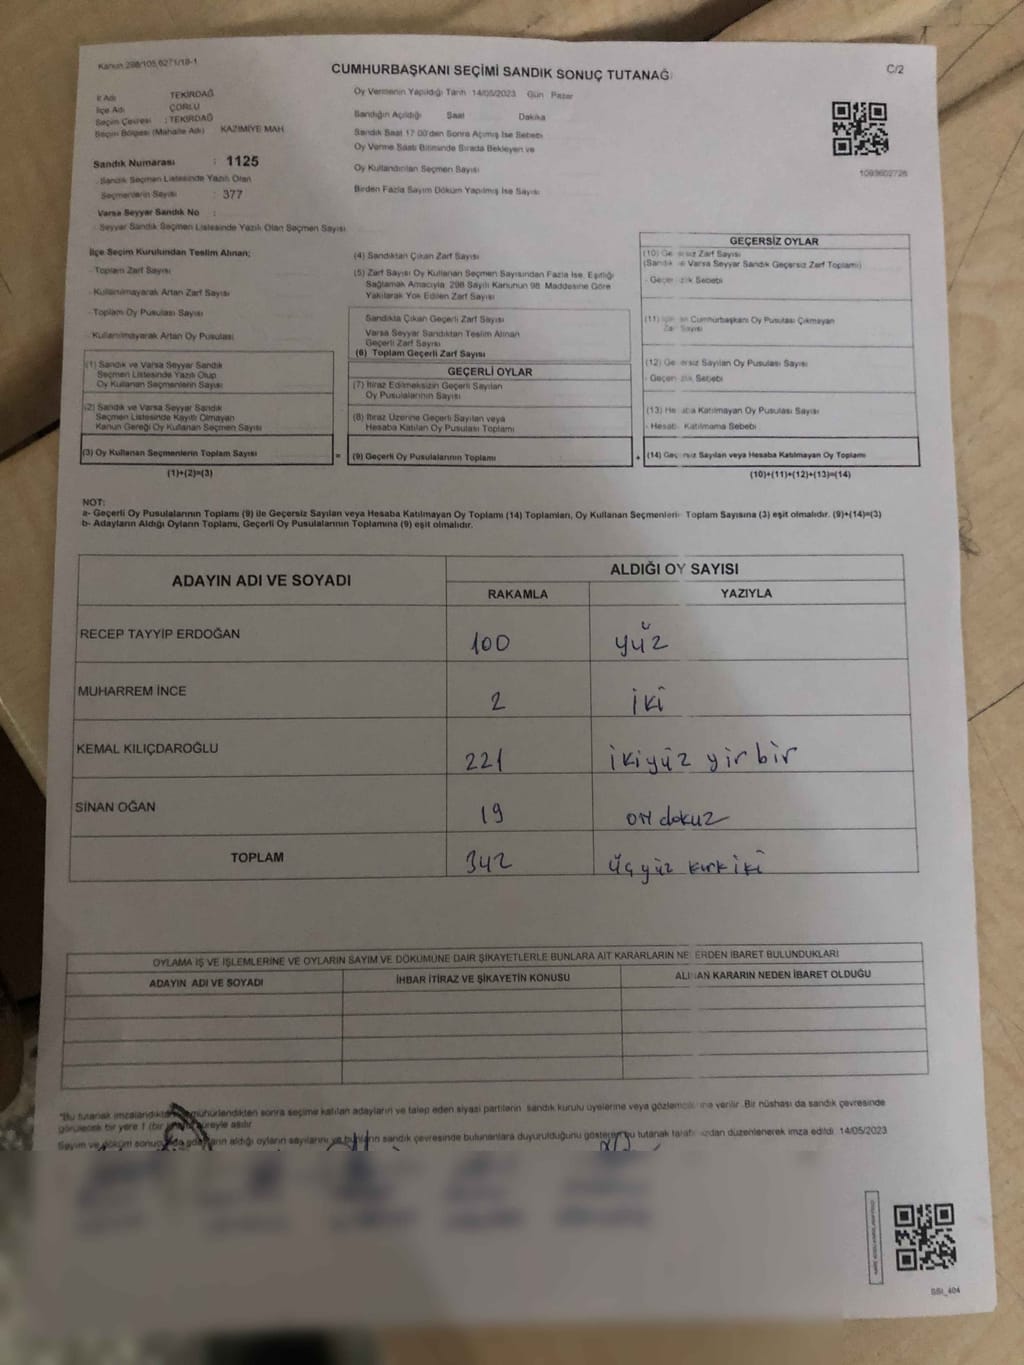 Kanun 298/105,6271/18-1
CUMHURBAŞKANI SEÇİMİ SANDIK SONUÇ TUTANAĞI
C/2
İl Adı TEKİRDAĞ
İlçe Adı ÇORLU
Seçim Çevresi : TEKİRDAĞ
Seçim Bölgesi (Mahalle Adı) KAZIMİYE MAH
Sandık Numarası : 1125
- Sandık Seçmen Listesinde Yazılı Olan
Seçmenlerin Sayısı : 377
Varsa Seyyar Sandık No :
- Seyyar Sandık Seçmen Listesinde Yazılı Olan Seçmen Sayısı
Oy Vermenin Yapıldığı Tarih 14/05/2023 Gün Pazar
Sandığın Açıldığı Saat Dakika
Sandık Saat 17 00'den Sonra Açılmış İse Sebebi
Oy Verme Saati Bitiminde Sırada Bekleyen ve
Oy Kullandırılan Seçmen Sayısı
Birden Fazla Sayım Döküm Yapılmış İse Sayısı
1093602726
İlçe Seçim Kurulundan Teslim Alınan;
- Toplam Zarf Sayısı
- Kullanılmayarak Artan Zarf Sayısı
- Toplam Oy Pusulası Sayısı
- Kullanılmayarak Artan Oy Pusulası
(1) Sandık ve Varsa Seyyar Sandık
Seçmen Listesinde Yazılı Olup
Oy Kullanan Seçmenlerin Sayısı
(2) Sandık ve Varsa Seyyar Sandık
Seçmen Listesinde Kayıtlı Olmayan
Kanun Gereği Oy Kullanan Seçmen Sayısı
(3) Oy Kullanan Seçmenlerin Toplam Sayısı
(1)+(2)=(3)
(4) Sandıktan Çıkan Zarf Sayısı
(5) Zarf Sayısı Oy Kullanan Seçmen Sayısından Fazla İse, Eşitliği
Sağlamak Amacıyla, 298 Sayılı Kanunun 98. Maddesine Göre
Yakılarak Yok Edilen Zarf Sayısı
Sandıkta Çıkan Geçerli Zarf Sayısı
Varsa Seyyar Sandıktan Teslim Alınan
Geçerli Zarf Sayısı
(6) Toplam Geçerli Zarf Sayısı
GEÇERLİ OYLAR
(7) İtiraz Edilmeksizin Geçerli Sayılan
Oy Pusulalarının Sayısı
(8) İtiraz Üzerine Geçerli Sayılan veya
Hesaba Katılan Oy Pusulası Toplamı
= (9) Geçerli Oy Pusulalarının Toplamı
GEÇERSİZ OYLAR
(10) Geçersiz Zarf Sayısı
(Sandık ve Varsa Seyyar Sandık Geçersiz Zarf Toplamı)
- Geçersizlik Sebebi
(11) İçinden Cumhurbaşkanı Oy Pusulası Çıkmayan
Zarf Sayısı
(12) Geçersiz Sayılan Oy Pusulası Sayısı
- Geçersizlik Sebebi
(13) Hesaba Katılmayan Oy Pusulası Sayısı
- Hesaba Katılmama Sebebi
+ (14) Geçersiz Sayılan veya Hesaba Katılmayan Oy Toplamı
(10)+(11)+(12)+(13)=(14)
NOT:
a- Geçerli Oy Pusulalarının Toplamı (9) ile Geçersiz Sayılan veya Hesaba Katılmayan Oy Toplamı (14) Toplamları, Oy Kullanan Seçmenlerin Toplam Sayısına (3) eşit olmalıdır. (9)+(14)=(3)
b- Adayların Aldığı Oyların Toplamı, Geçerli Oy Pusulalarının Toplamına (9) eşit olmalıdır.
ADAYIN ADI VE SOYADI
ALDIĞI OY SAYISI
RAKAMLA YAZIYLA
RECEP TAYYİP ERDOĞAN 100 yüz
MUHARREM İNCE 2 iki
KEMAL KILIÇDAROĞLU 221 ikiyüz yir bir
SİNAN OĞAN 19 on dokuz
TOPLAM 342 üçyüz kırk iki
OYLAMA İŞ VE İŞLEMLERİNE VE OYLARIN SAYIM VE DÖKÜMÜNE DAİR ŞİKAYETLERLE BUNLARA AİT KARARLARIN NELERDEN İBARET BULUNDUKLARI
ADAYIN ADI VE SOYADI İHBAR İTİRAZ VE ŞİKAYETİN KONUSU ALINAN KARARIN NEDEN İBARET OLDUĞU
*Bu tutanak imzalandıktan mühürlendikten sonra seçime katılan adayların ve talep eden siyasi partilerin sandık kurulu üyelerine veya gözlemcilerine verilir. Bir nüshası da sandık çevresinde
görülecek bir yere 1 (bir) süreyle asılır
Sayım ve döküm sonucunda adayların aldığı oyların sayılarını ve bunların sandık çevresinde bulunanlara duyurulduğunu gösteren bu tutanak tarafımızdan düzenlenerek imza edildi. 14/05/2023
SBI_404